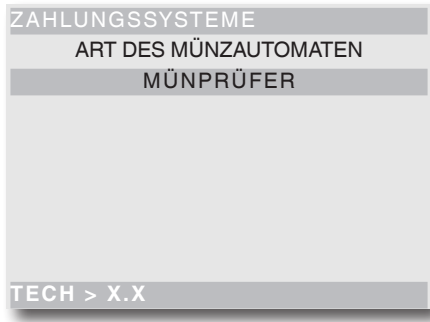 ZAHLUNGSSYSTEME
ART DES MÜNZAUTOMATEN
MÜNPRÜFER
TECH > X.X